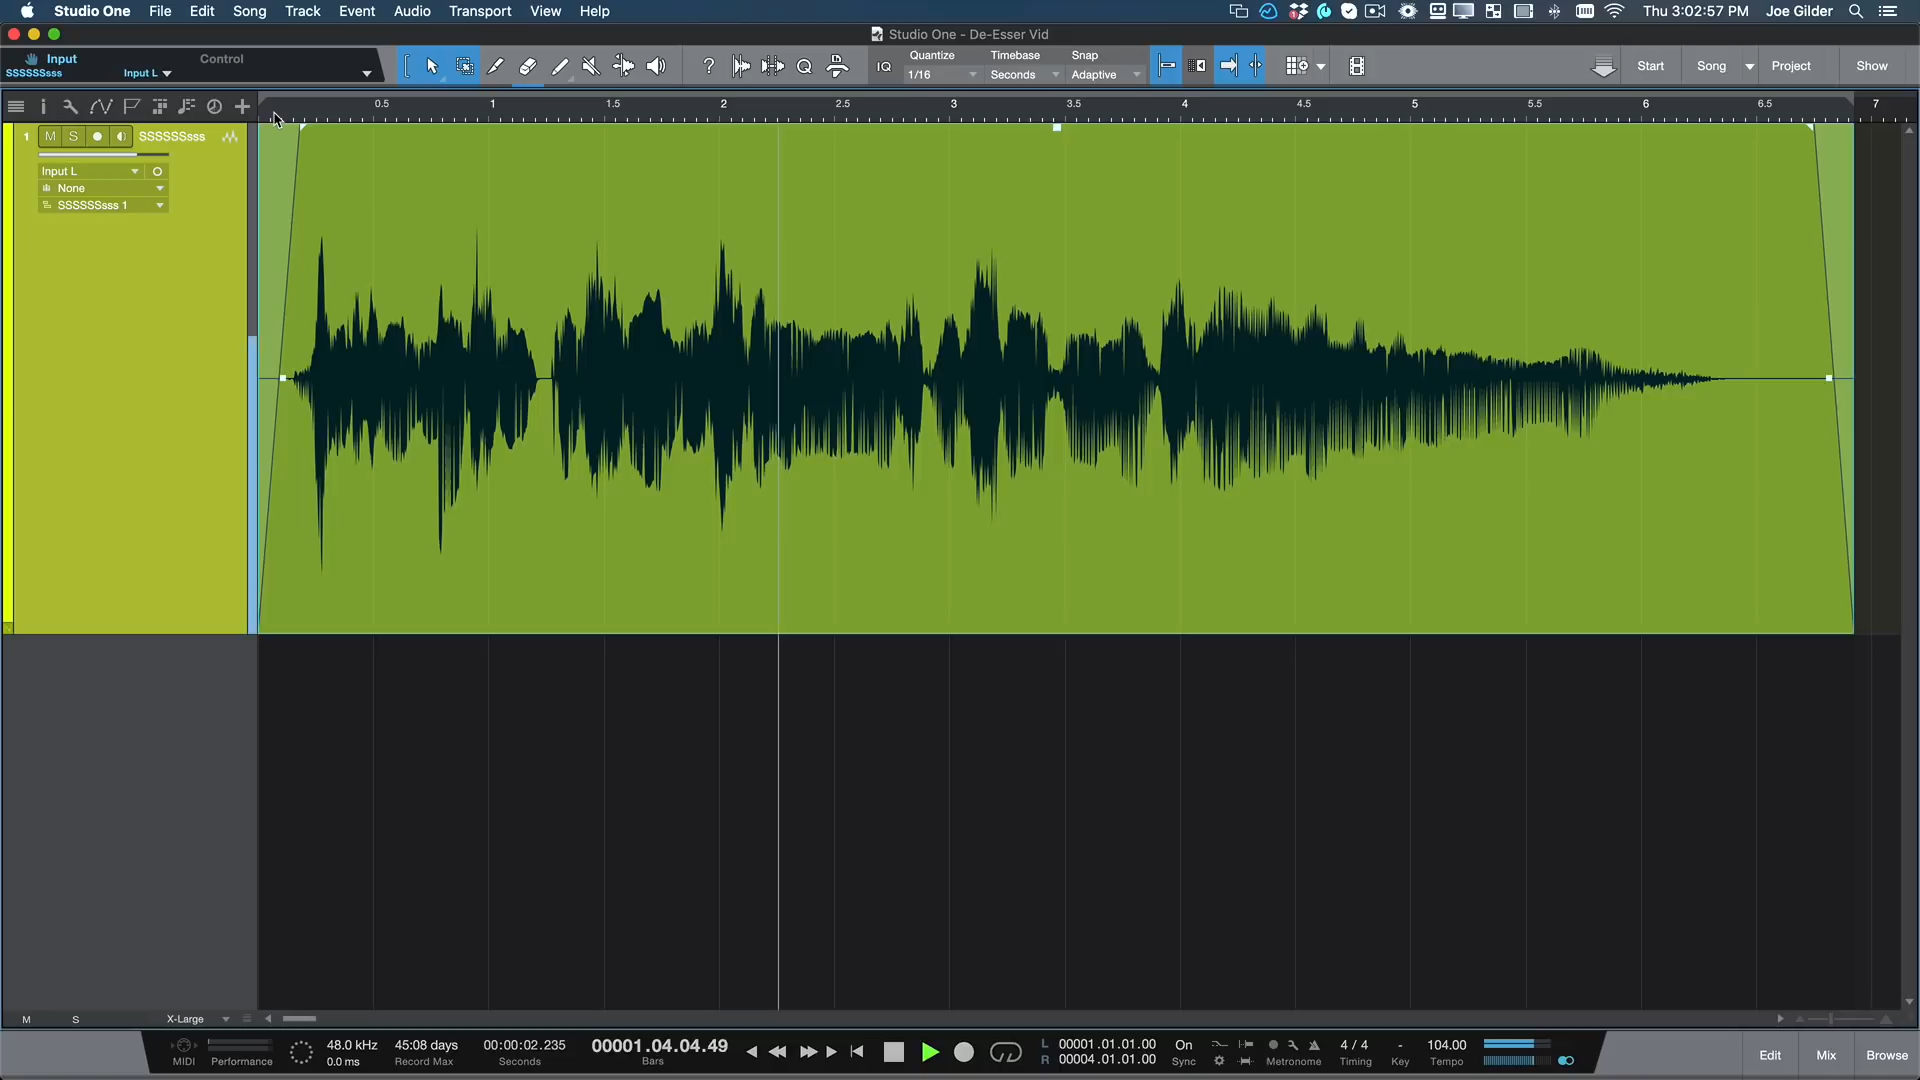 Studio One File Edit Song Track Event Audio Transport View Help Thu 3:02:57 PM Joe Gilder
Studio One - De-Esser Vid
Input Control
SSSSSSsss Input L
Quantize Timebase Snap
IQ 1/16 Seconds Adaptive
Start Song Project Show
0.5 1 1.5 2 2.5 3 3.5 4 4.5 5 5.5 6 6.5 7
1 M S SSSSSSsss
Input L
None
SSSSSSsss 1
M S X-Large
MIDI Performance
48.0 kHz
0.0 ms
45:08 days
Record Max
00:00:02.235
Seconds
00001.04.04.49
Bars
L 00001.01.01.00
R 00004.01.01.00
On
Sync
Metronome
4 / 4
Timing
-
Key
104.00
Tempo
Edit Mix Browse